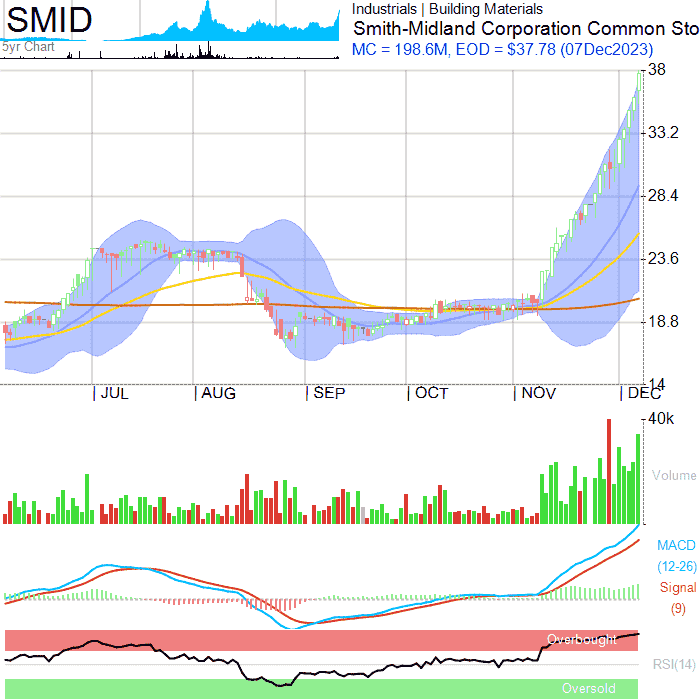 SMID
5yr Chart
Industrials | Building Materials
Smith-Midland Corporation Common Sto
MC = 198.6M, EOD = $37.78 (07Dec2023)
38
33.2
28.4
23.6
18.8
14
JUL AUG SEP OCT NOV DEC
40k
Volume
MACD
(12-26)
Signal
(9)
Overbought
RSI(14)
Oversold